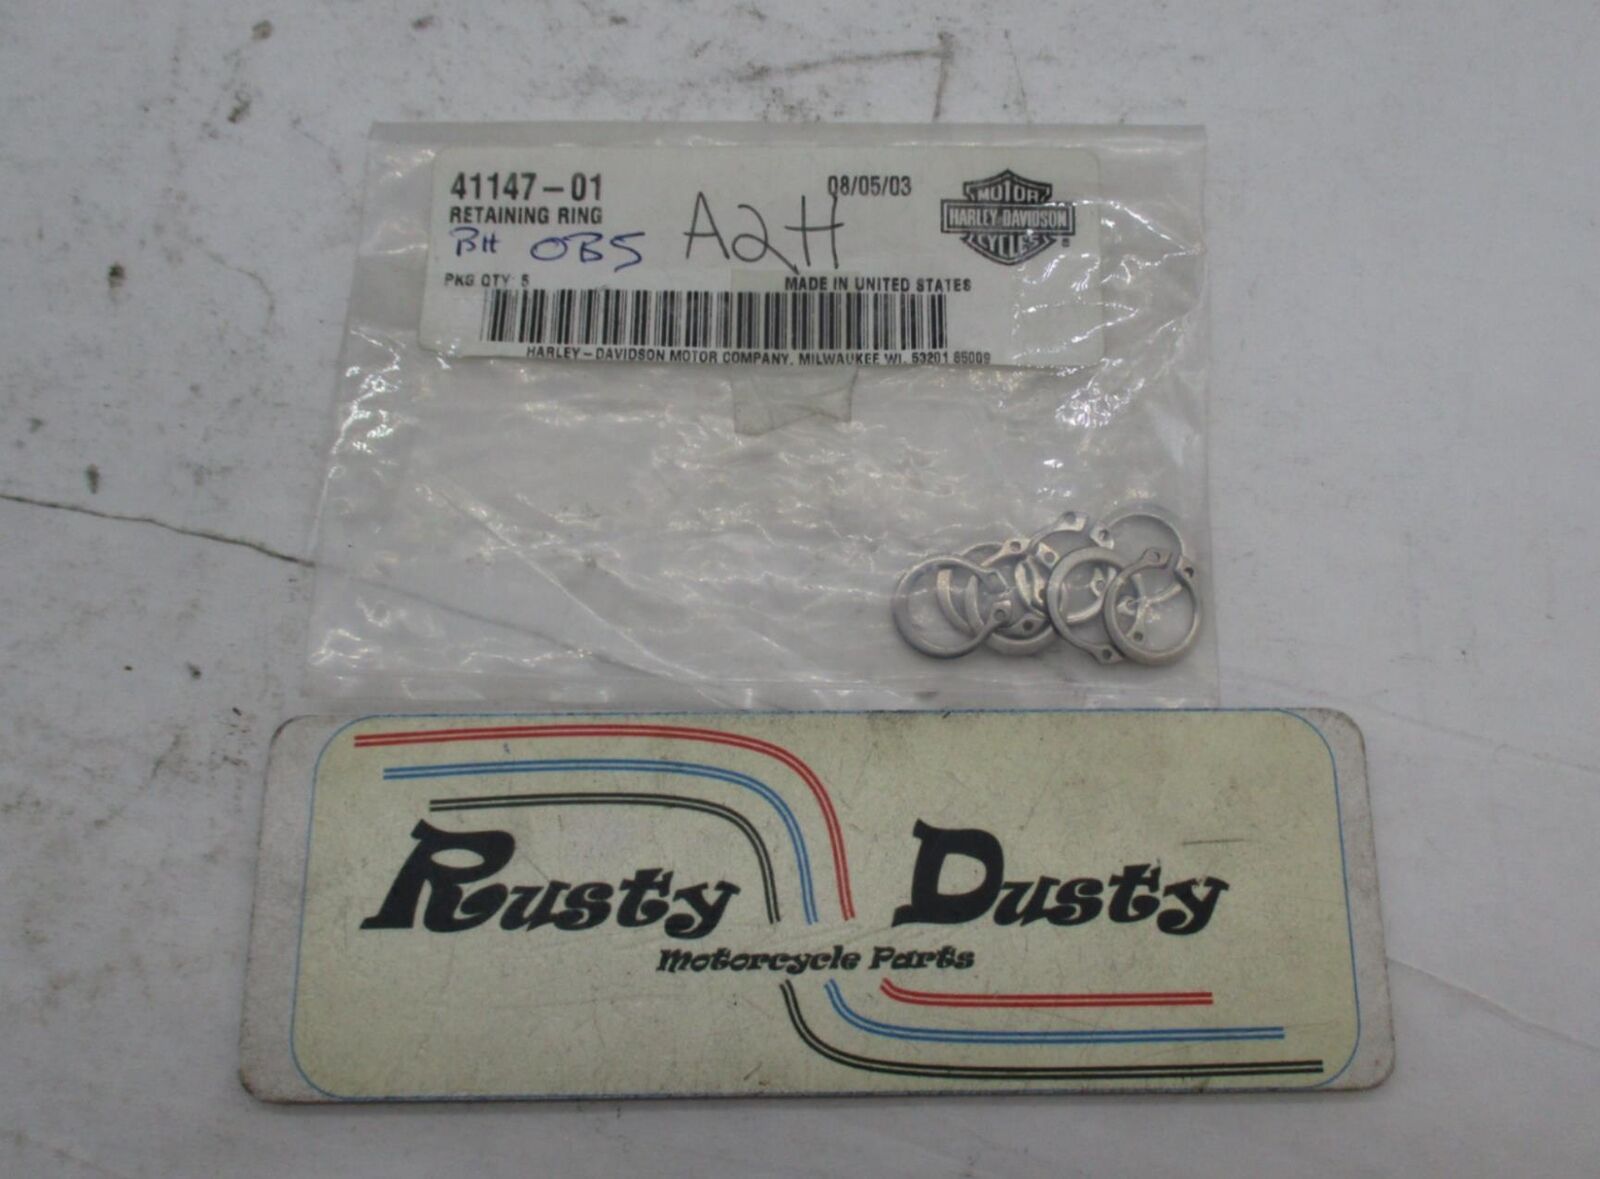 41147-01
08/05/03
RETAINING RING
BH OBS A2H
MOTOR
HARLEY-DAVIDSON
CYCLES
®
PKG QTY: 5
MADE IN UNITED STATES
HARLEY-DAVIDSON MOTOR COMPANY, MILWAUKEE WI. 53201 85009
Rusty Dusty
Motorcycle Parts